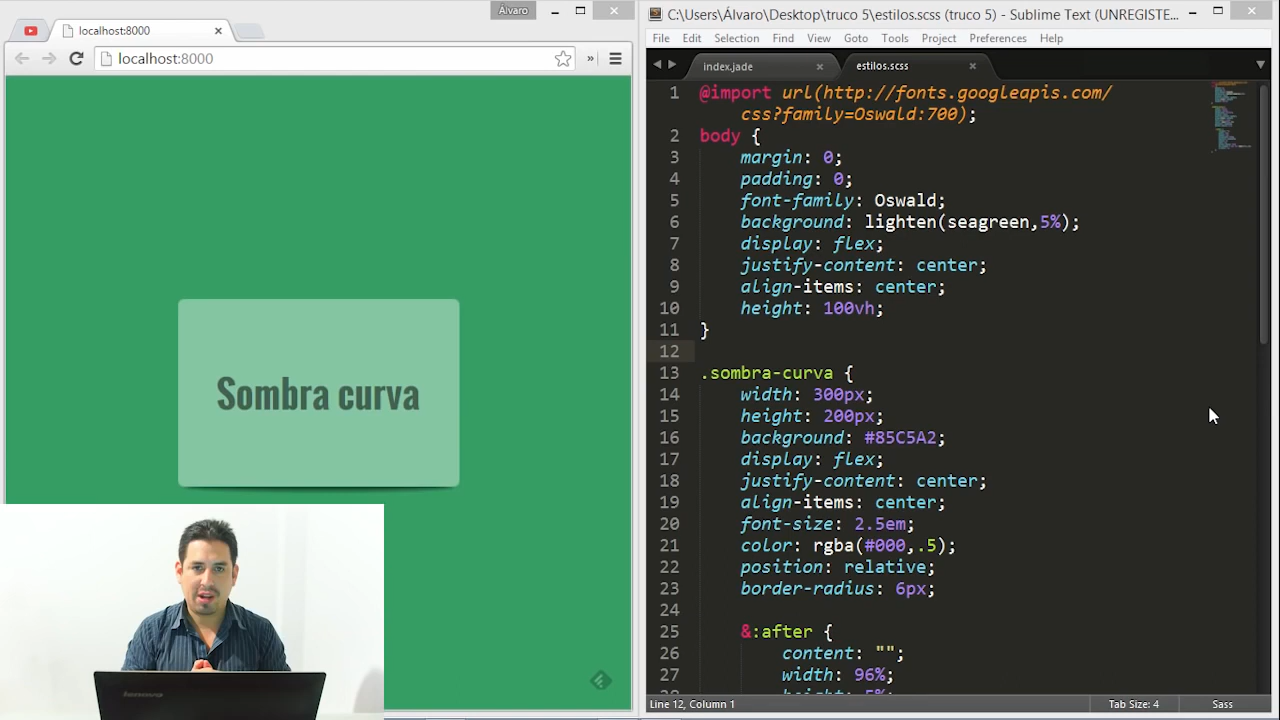 Álvaro
localhost:8000
localhost:8000
Sombra curva
lenovo
C:\Users\Álvaro\Desktop\truco 5\estilos.scss (truco 5) - Sublime Text (UNREGISTE...
File Edit Selection Find View Goto Tools Project Preferences Help
index.jade
estilos.scss
1 @import url(http://fonts.googleapis.com/
css?family=Oswald:700);
2 body {
3 margin: 0;
4 padding: 0;
5 font-family: Oswald;
6 background: lighten(seagreen,5%);
7 display: flex;
8 justify-content: center;
9 align-items: center;
10 height: 100vh;
11 }
12
13 .sombra-curva {
14 width: 300px;
15 height: 200px;
16 background: #85C5A2;
17 display: flex;
18 justify-content: center;
19 align-items: center;
20 font-size: 2.5em;
21 color: rgba(#000,.5);
22 position: relative;
23 border-radius: 6px;
24
25 &:after {
26 content: "";
27 width: 96%;
Line 12, Column 1
Tab Size: 4
Sass